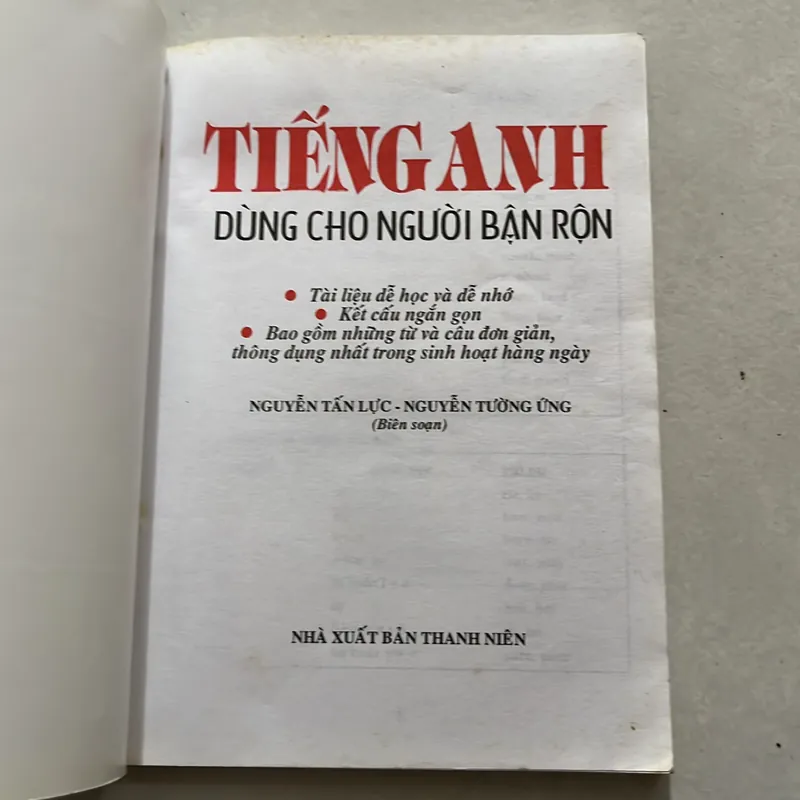 TIẾNG ANH
DÙNG CHO NGƯỜI BẬN RỘN
● Tài liệu dễ học và dễ nhớ
● Kết cấu ngắn gọn
● Bao gồm những từ và câu đơn giản,
thông dụng nhất trong sinh hoạt hàng ngày
NGUYỄN TẤN LỰC - NGUYỄN TƯỜNG ỨNG
(Biên soạn)
NHÀ XUẤT BẢN THANH NIÊN